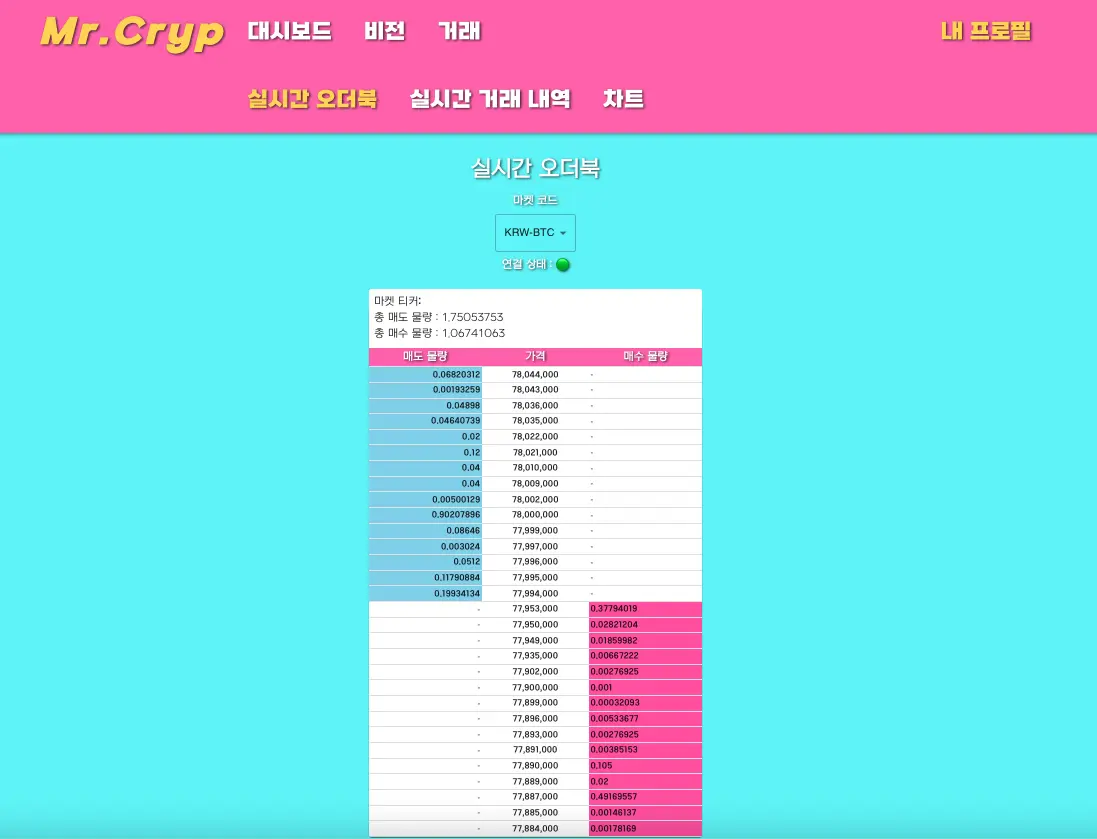 Mr.Cryp 대시보드 비전 거래 내 프로필
실시간 오더북 실시간 거래 내역 차트
실시간 오더북
마켓 코드
KRW-BTC
연결 상태 :
마켓 티커:
총 매도 물량 : 1.75053753
총 매수 물량 : 1.06741063
매도 물량 가격 매수 물량
0.06820312 78,044,000 -
0.00193259 78,043,000 -
0.04898 78,036,000 -
0.04640739 78,035,000 -
0.02 78,022,000 -
0.12 78,021,000 -
0.04 78,010,000 -
0.04 78,009,000 -
0.00500129 78,002,000 -
0.90207896 78,000,000 -
0.08646 77,999,000 -
0.003024 77,997,000 -
0.0512 77,996,000 -
0.11790884 77,995,000 -
0.19934134 77,994,000 -
- 77,953,000 0.37794019
- 77,950,000 0.02821204
- 77,949,000 0.01859982
- 77,935,000 0.00667222
- 77,902,000 0.00276925
- 77,900,000 0.001
- 77,899,000 0.00032093
- 77,896,000 0.00533677
- 77,893,000 0.00276925
- 77,891,000 0.00385153
- 77,890,000 0.105
- 77,889,000 0.02
- 77,887,000 0.49169557
- 77,885,000 0.00146137
- 77,884,000 0.00178169